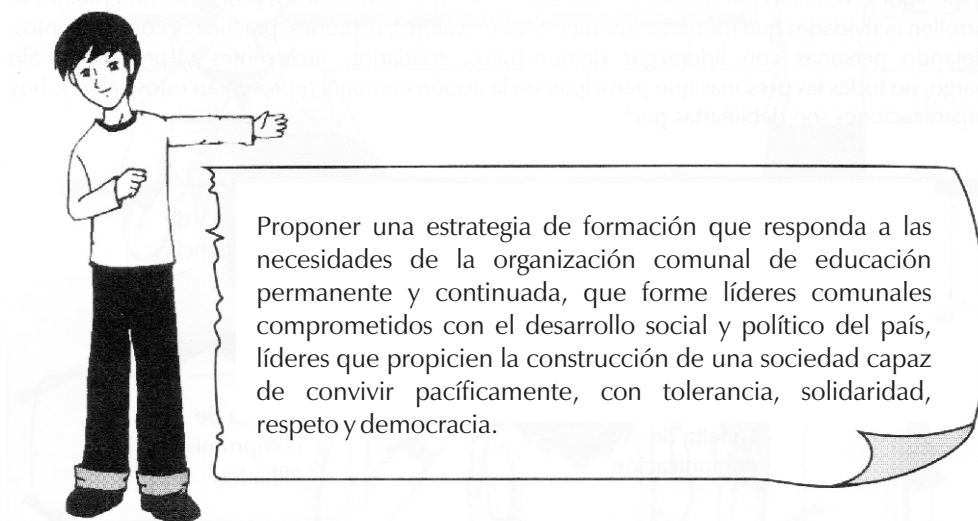 Proponer una estrategia de formación que responda a las
necesidades de la organización comunal de educación
permanente y continuada, que forme líderes comunales
comprometidos con el desarrollo social y político del país,
líderes que propicien la construcción de una sociedad capaz
de convivir pacíficamente, con tolerancia, solidaridad,
respeto y democracia.